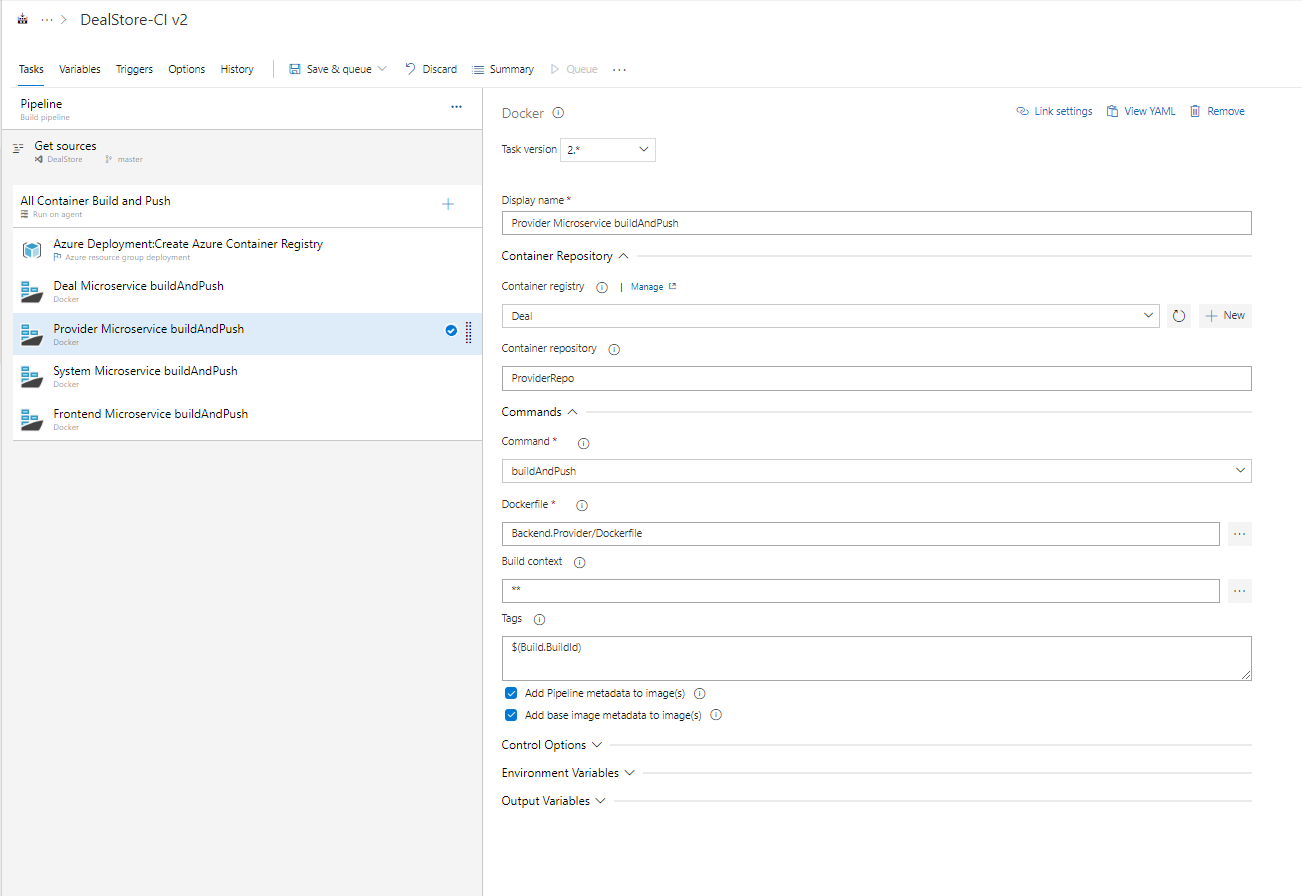 ··· > DealStore-CI v2
Tasks Variables Triggers Options History Save & queue Discard Summary Queue ···
Pipeline
Build pipeline
···
Get sources
DealStore master
All Container Build and Push
Run on agent
Azure Deployment:Create Azure Container Registry
Azure resource group deployment
Deal Microservice buildAndPush
Docker
Provider Microservice buildAndPush
Docker
System Microservice buildAndPush
Docker
Frontend Microservice buildAndPush
Docker
Docker
Link settings View YAML Remove
Task version 2.*
Display name *
Provider Microservice buildAndPush
Container Repository
Container registry | Manage
Deal
New
Container repository
ProviderRepo
Commands
Command *
buildAndPush
Dockerfile *
Backend.Provider/Dockerfile
···
Build context
**
···
Tags
$(Build.BuildId)
Add Pipeline metadata to image(s)
Add base image metadata to image(s)
Control Options
Environment Variables
Output Variables